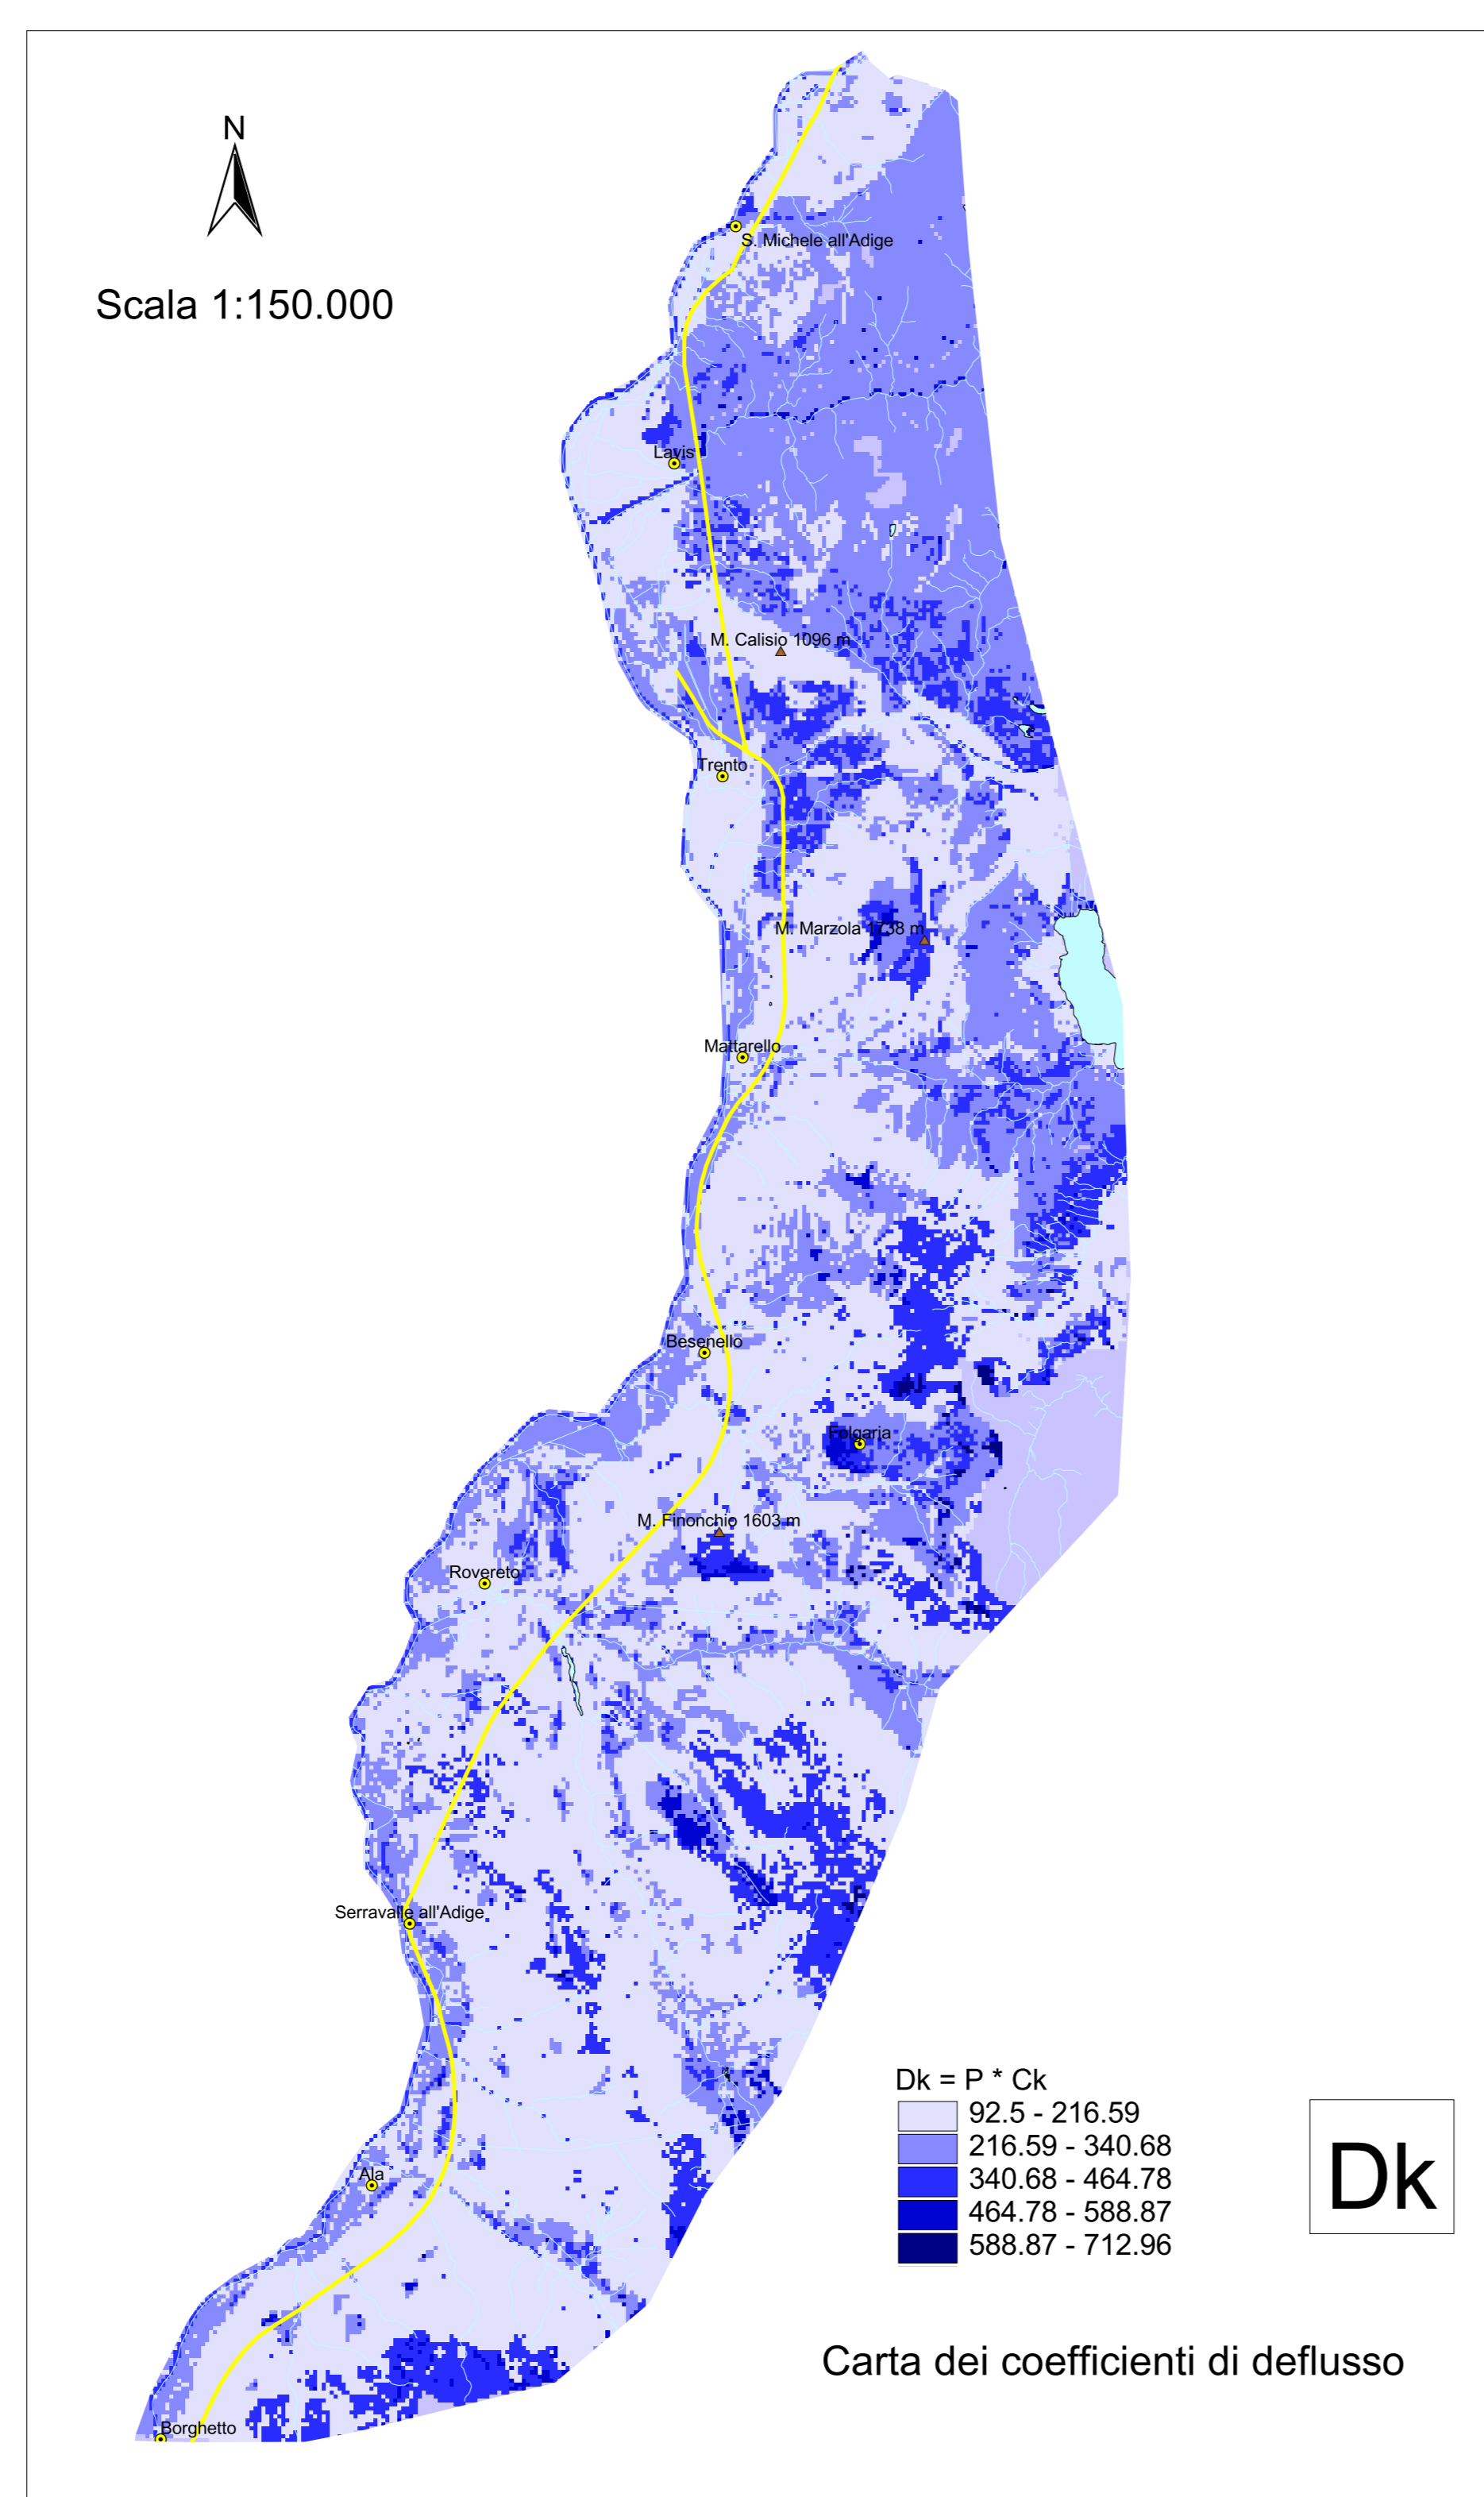 N
Scala 1:150.000
S. Michele all'Adige
Lavis
M. Calisio 1096 m
Trento
M. Marzola 1738 m
Mattarello
Besenello
Folgaria
M. Finonchio 1603 m
Rovereto
Serravalle all'Adige
Ala
Borghetto
Dk = P * Ck
92.5 - 216.59
216.59 - 340.68
340.68 - 464.78
464.78 - 588.87
588.87 - 712.96
Dk
Carta dei coefficienti di deflusso